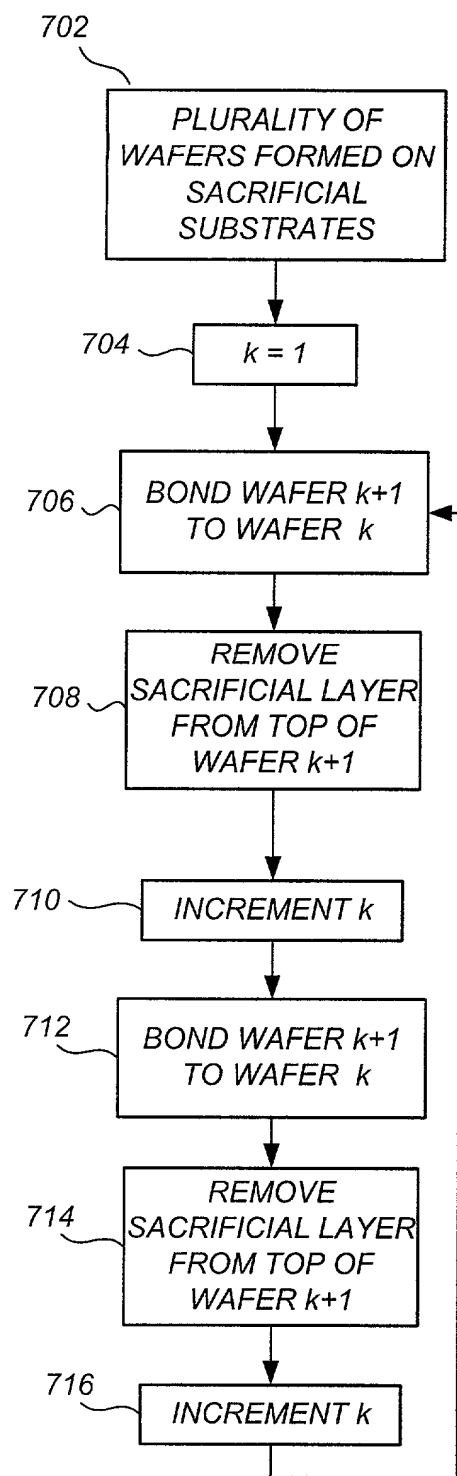 702
PLURALITY OF
WAFERS FORMED ON
SACRIFICIAL
SUBSTRATES
704
k = 1
706
BOND WAFER k+1
TO WAFER k
708
REMOVE
SACRIFICIAL LAYER
FROM TOP OF
WAFER k+1
710
INCREMENT k
712
BOND WAFER k+1
TO WAFER k
714
REMOVE
SACRIFICIAL LAYER
FROM TOP OF
WAFER k+1
716
INCREMENT k